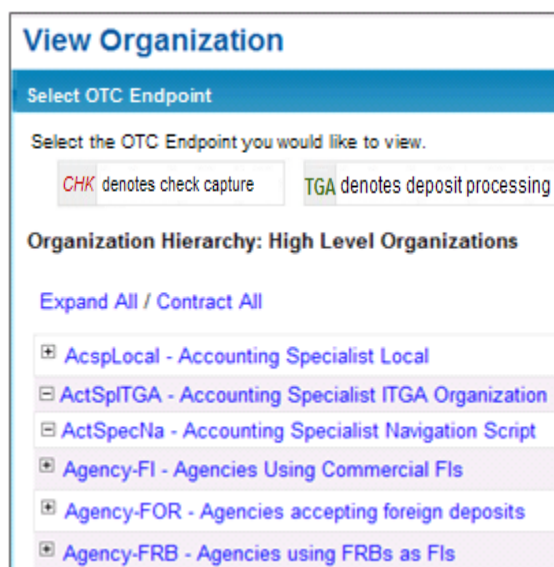 View Organization
Select OTC Endpoint
Select the OTC Endpoint you would like to view.
CHK denotes check capture TGA denotes deposit processing
Organization Hierarchy: High Level Organizations
Expand All / Contract All
AcspLocal - Accounting Specialist Local
ActSpITGA - Accounting Specialist ITGA Organization
ActSpecNa - Accounting Specialist Navigation Script
Agency-FI - Agencies Using Commercial FIs
Agency-FOR - Agencies accepting foreign deposits
Agency-FRB - Agencies using FRBs as FIs